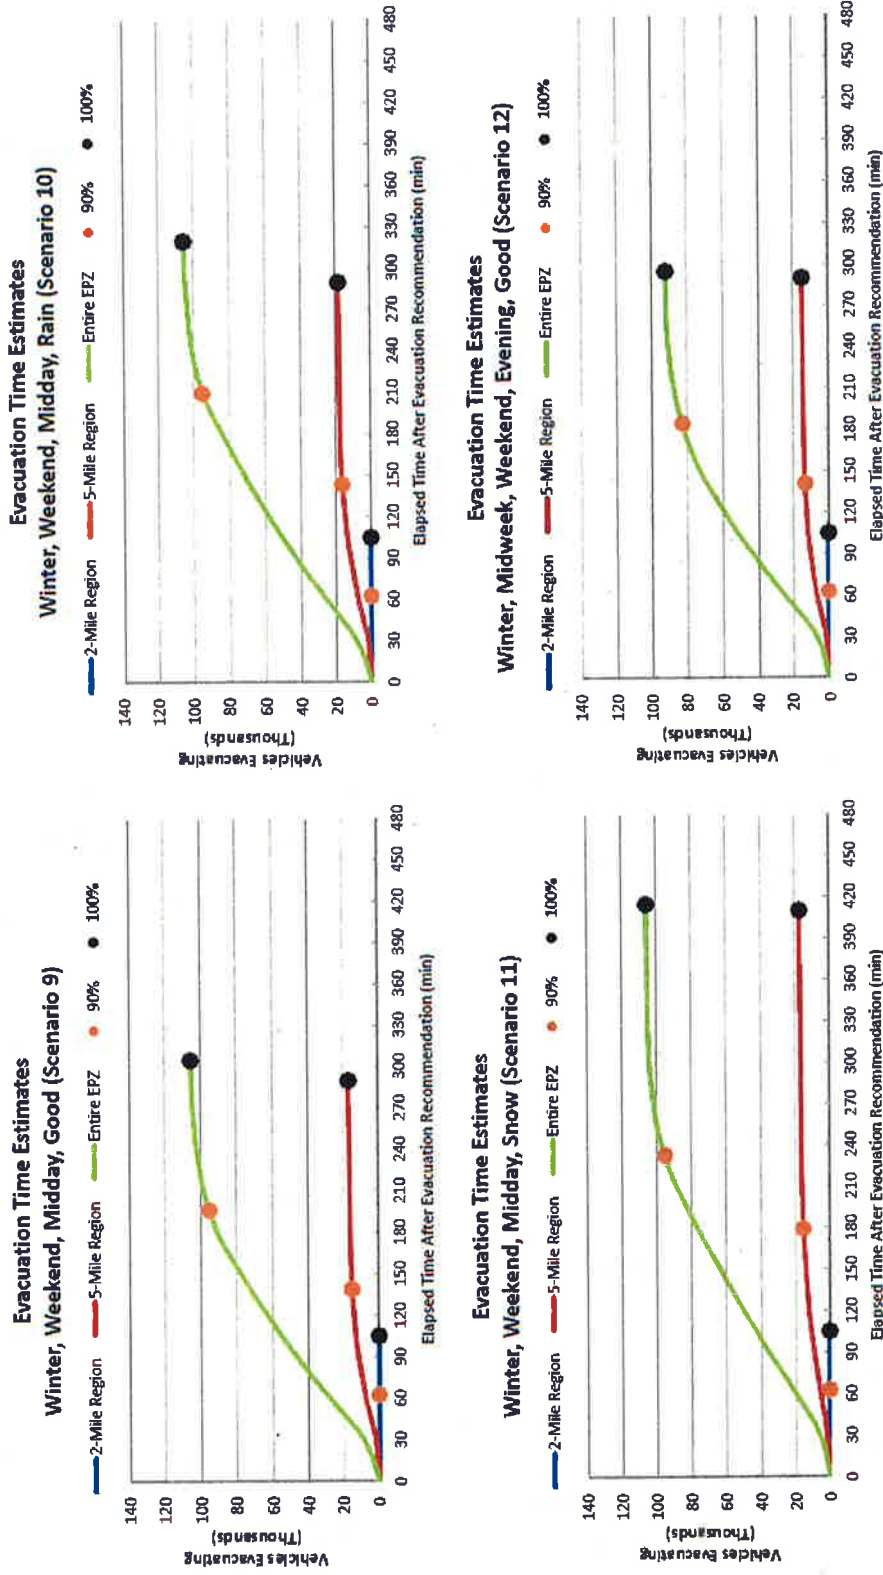 Evacuation Time Estimates
Winter, Weekend, Midday, Good (Scenario 9)
2-Mile Region 5-Mile Region Entire EPZ 90% 100%
Vehicles Evacuating
(Thousands)
140
120
100
80
60
40
20
0
0 30 60 90 120 150 180 210 240 270 300 330 360 390 420 450 480
Elapsed Time After Evacuation Recommendation (min)
Evacuation Time Estimates
Winter, Weekend, Midday, Rain (Scenario 10)
2-Mile Region 5-Mile Region Entire EPZ 90% 100%
Vehicles Evacuating
(Thousands)
140
120
100
80
60
40
20
0
0 30 60 90 120 150 180 210 240 270 300 330 360 390 420 450 480
Elapsed Time After Evacuation Recommendation (min)
Evacuation Time Estimates
Winter, Weekend, Midday, Snow (Scenario 11)
2-Mile Region 5-Mile Region Entire EPZ 90% 100%
Vehicles Evacuating
(Thousands)
140
120
100
80
60
40
20
0
0 30 60 90 120 150 180 210 240 270 300 330 360 390 420 450 480
Elapsed Time After Evacuation Recommendation (min)
Evacuation Time Estimates
Winter, Midweek, Weekend, Evening, Good (Scenario 12)
2-Mile Region 5-Mile Region Entire EPZ 90% 100%
Vehicles Evacuating
(Thousands)
140
120
100
80
60
40
20
0
0 30 60 90 120 150 180 210 240 270 300 330 360 390 420 450 480
Elapsed Time After Evacuation Recommendation (min)